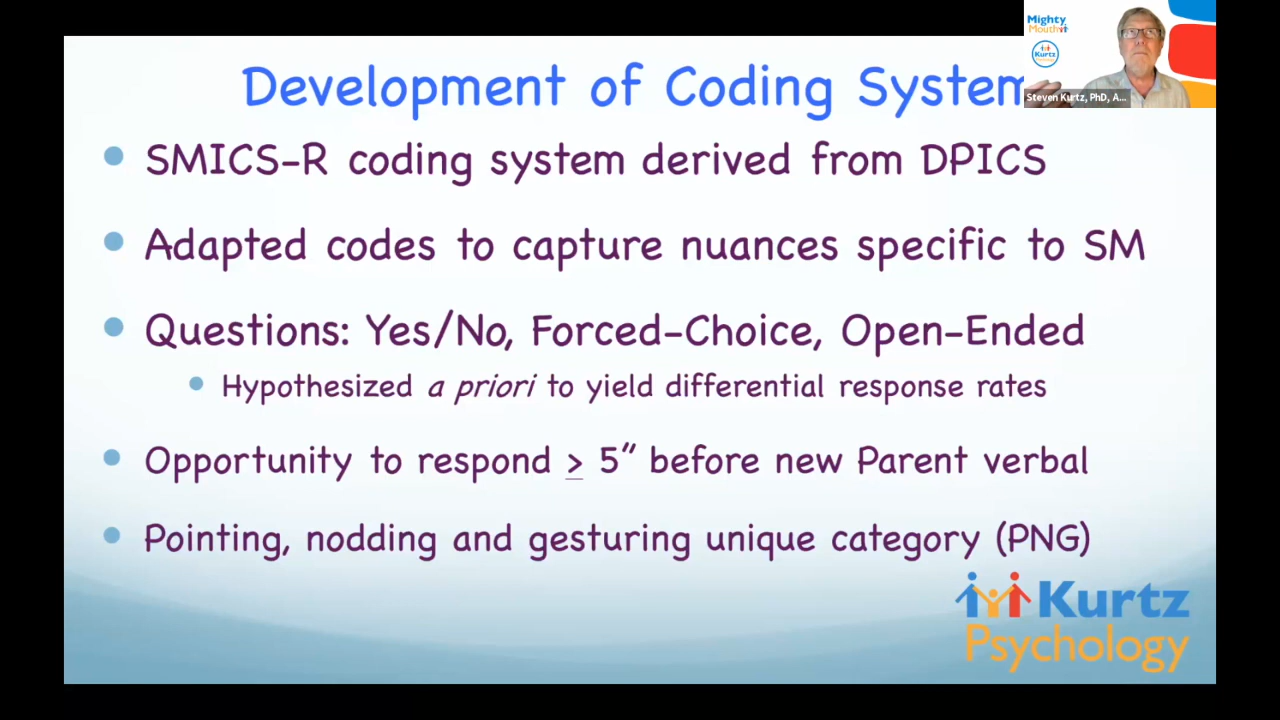 Development of Coding System
SMICS-R coding system derived from DPICS
Adapted codes to capture nuances specific to SM
Questions: Yes/No, Forced-Choice, Open-Ended
Hypothesized a priori to yield differential response rates
Opportunity to respond > 5” before new Parent verbal
Pointing, nodding and gesturing unique category (PNG)
Kurtz
Psychology
Mighty
Mouth
Kurtz
Psychology
Steven Kurtz, PhD, A...